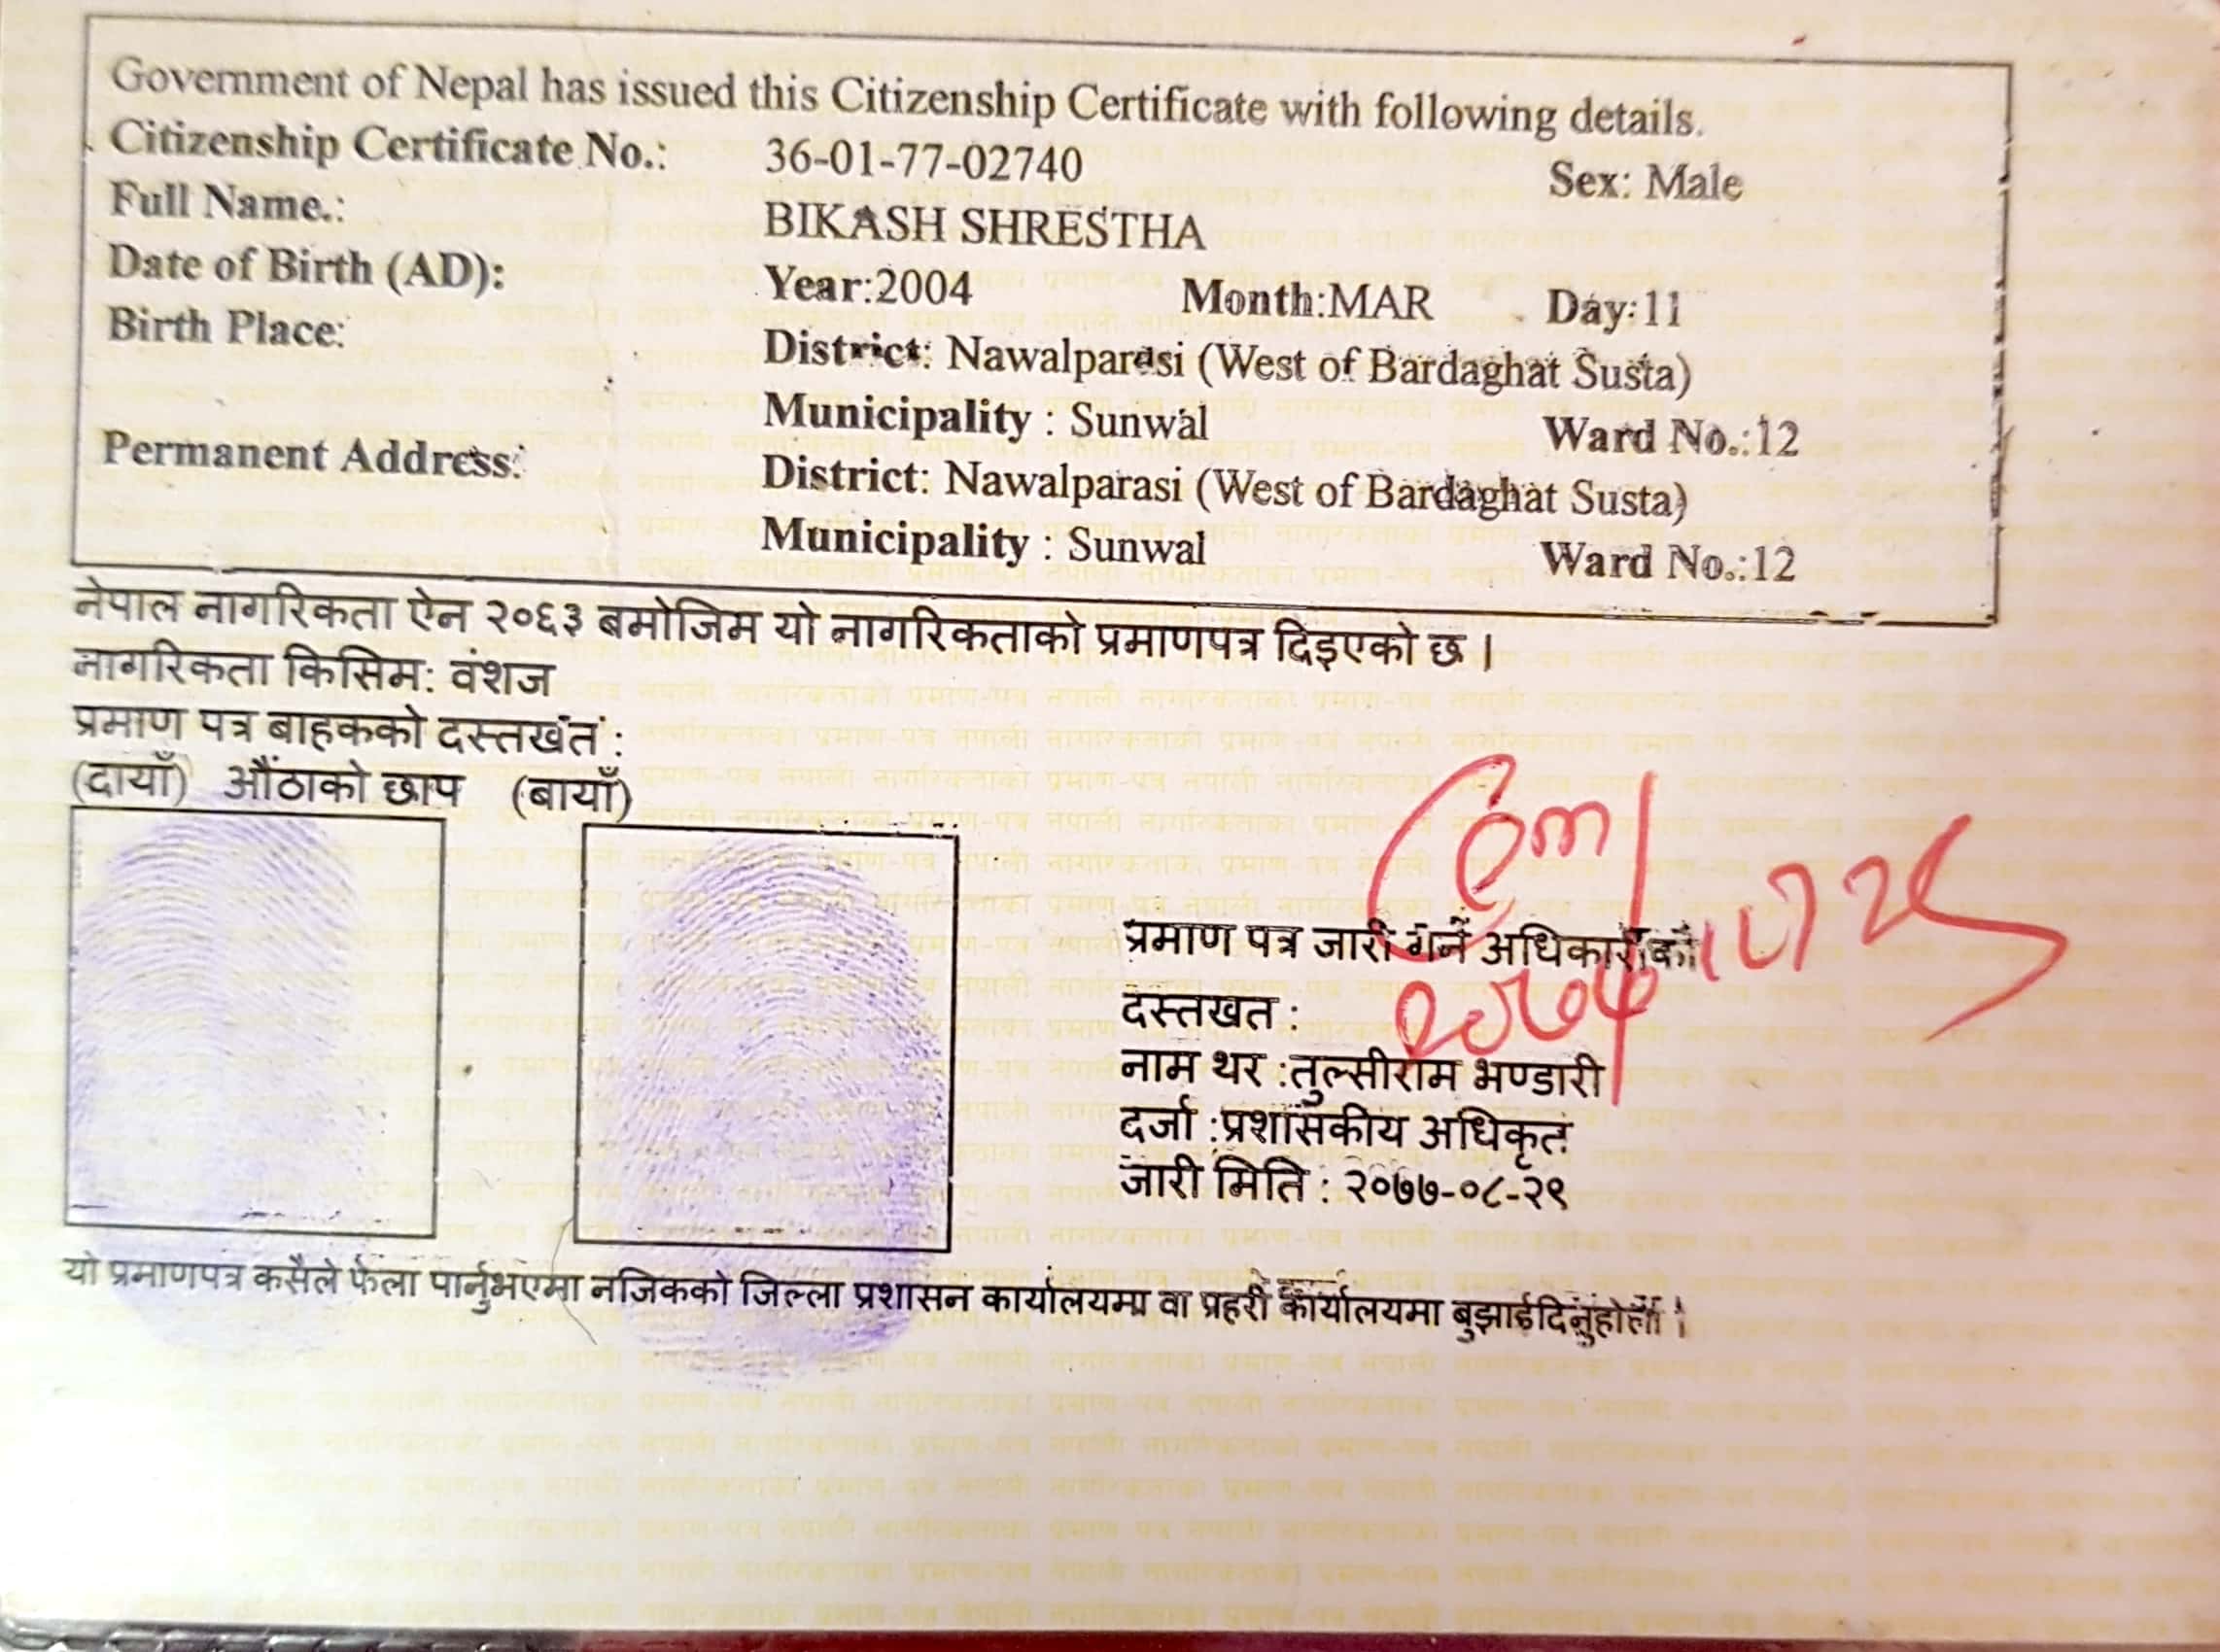 Government of Nepal has issued this Citizenship Certificate with following details.
Citizenship Certificate No.: 36-01-77-02740 Sex: Male
Full Name.: BIKASH SHRESTHA
Date of Birth (AD): Year:2004 Month:MAR Day:11
Birth Place: District: Nawalparasi (West of Bardaghat Susta)
Municipality : Sunwal Ward No.:12
Permanent Address: District: Nawalparasi (West of Bardaghat Susta)
Municipality : Sunwal Ward No.:12
नेपाल नागरिकता ऐन २०६३ बमोजिम यो नागरिकताको प्रमाणपत्र दिइएको छ ।
नागरिकता किसिम: वंशज
प्रमाण पत्र बाहकको दस्तखत :
(दायाँ) औंठाको छाप (बायाँ)
प्रमाण पत्र जारी गर्ने अधिकारीको
दस्तखत :
नाम थर :तुल्सीराम भण्डारी
दर्जा :प्रशासकीय अधिकृत
जारी मिति : २०७७-०८-२९
यो प्रमाणपत्र कसैले फेला पार्नुभएमा नजिकको जिल्ला प्रशासन कार्यालयमा वा प्रहरी कार्यालयमा बुझाईदिनुहोला ।